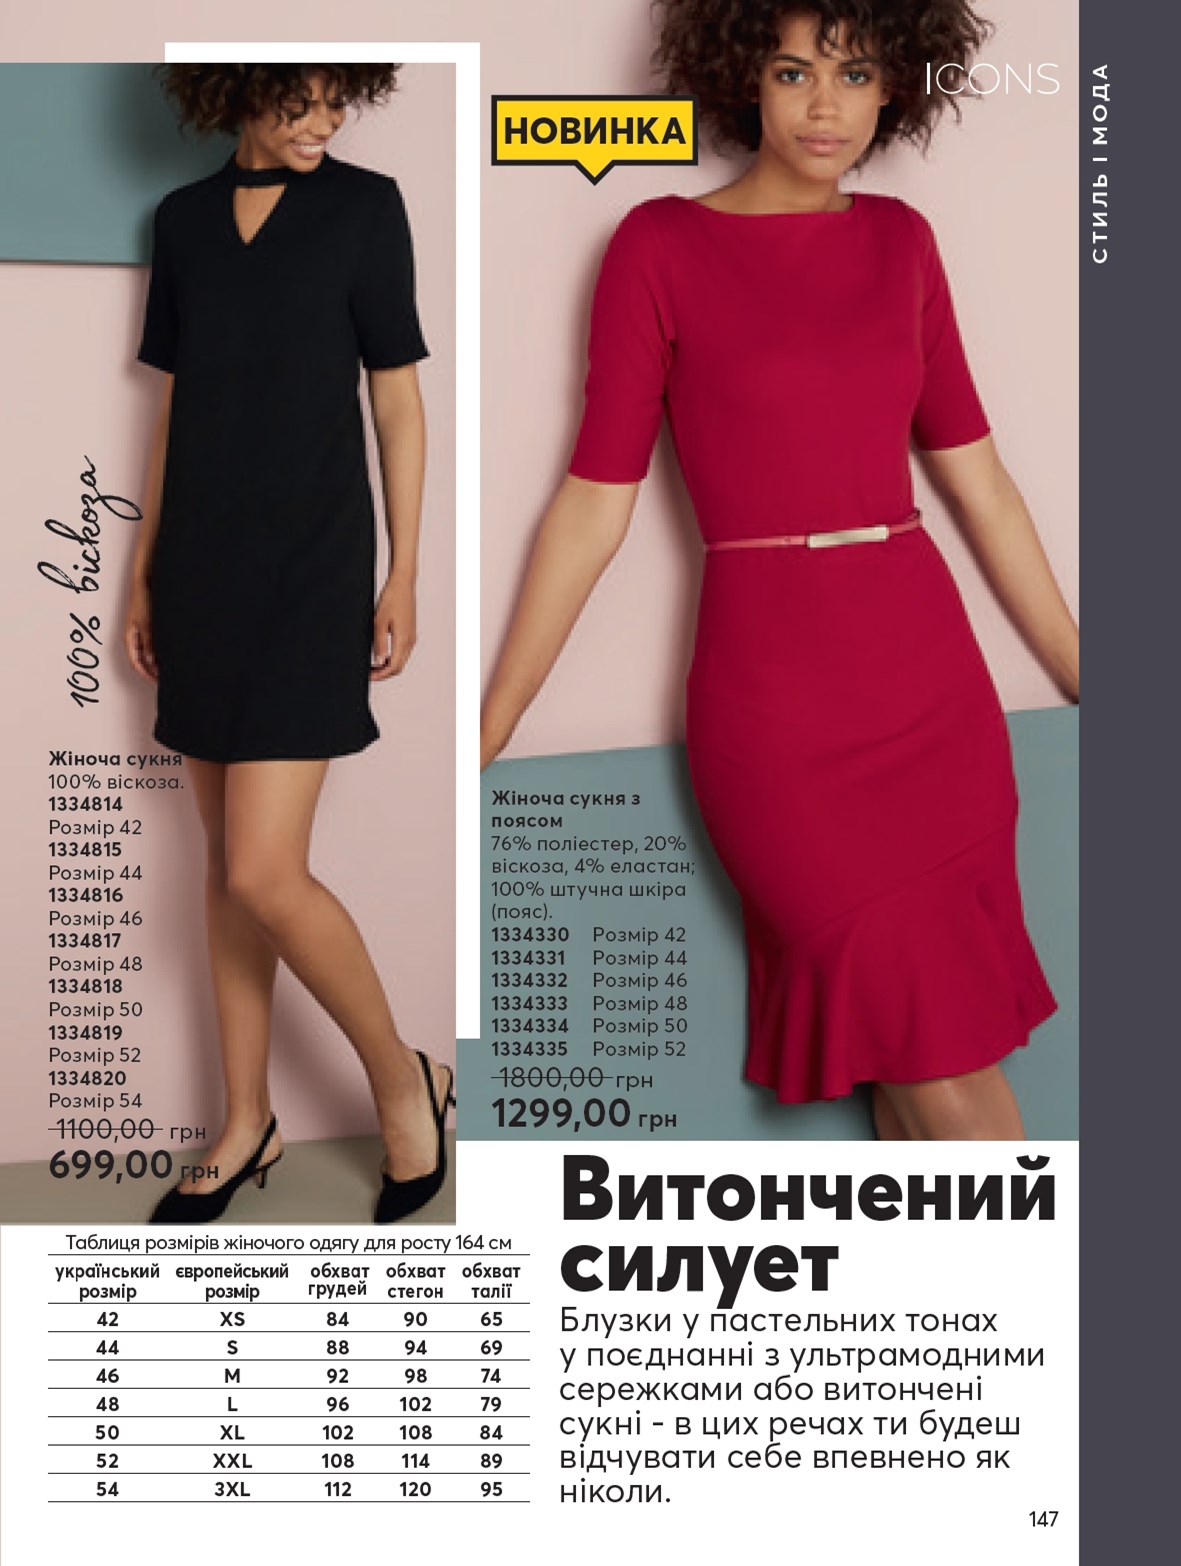 ICONS
СТИЛЬ І МОДА
НОВИНКА
100% віскоза
Жіноча сукня
100% віскоза.
1334814
Розмір 42
1334815
Розмір 44
1334816
Розмір 46
1334817
Розмір 48
1334818
Розмір 50
1334819
Розмір 52
1334820
Розмір 54
1100,00 грн
699,00 грн
Жіноча сукня з
поясом
76% поліестер, 20%
віскоза, 4% еластан;
100% штучна шкіра
(пояс).
1334330 Розмір 42
1334331 Розмір 44
1334332 Розмір 46
1334333 Розмір 48
1334334 Розмір 50
1334335 Розмір 52
1800,00 грн
1299,00 грн
Таблиця розмірів жіночого одягу для росту 164 см
український європейський обхват обхват обхват
розмір розмір грудей стегон талії
42 XS 84 90 65
44 S 88 94 69
46 M 92 98 74
48 L 96 102 79
50 XL 102 108 84
52 XXL 108 114 89
54 3XL 112 120 95
Витончений
силует
Блузки у пастельних тонах
у поєднанні з ультрамодними
сережками або витончені
сукні - в цих речах ти будеш
відчувати себе впевнено як
ніколи.
147